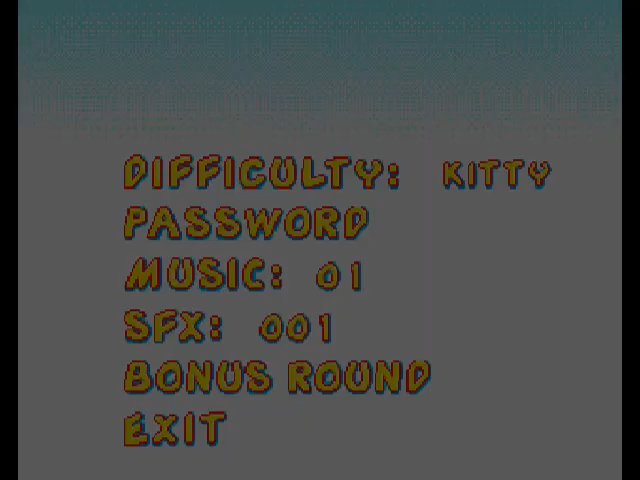 DIFFICULTY: KITTY
PASSWORD
MUSIC: 01
SFX: 001
BONUS ROUND
EXIT